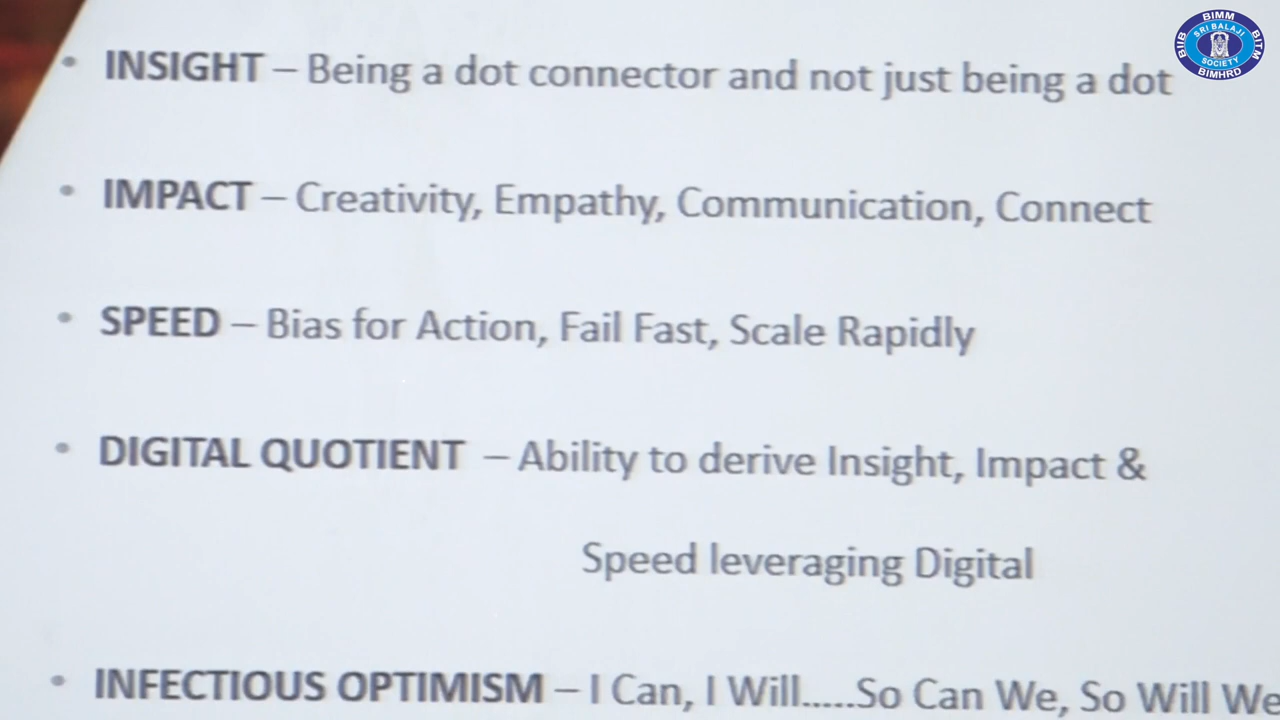 • INSIGHT – Being a dot connector and not just being a dot
• IMPACT – Creativity, Empathy, Communication, Connect
• SPEED – Bias for Action, Fail Fast, Scale Rapidly
• DIGITAL QUOTIENT – Ability to derive Insight, Impact &
Speed leveraging Digital
• INFECTIOUS OPTIMISM – I Can, I Will.....So Can We, So Will We
BIMM
BIIB
SRI BALAJI
BITM
SOCIETY
BIMHRD